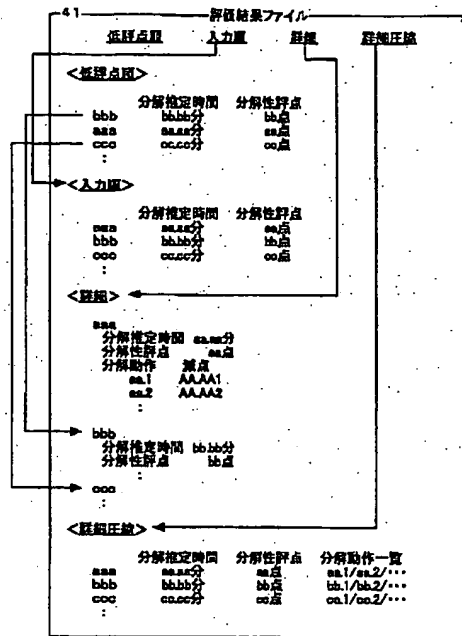 41
評価結果ファイル
低評点順 入力順 詳細 詳細圧縮
<低評点順>
分解推定時間 分解性評点
bbb bb.bb分 bb点
aaa aa.aa分 aa点
ccc cc.cc分 cc点
:
<入力順>
分解推定時間 分解性評点
aaa aa.aa分 aa点
bbb bb.bb分 bb点
ccc cc.cc分 cc点
:
<詳細>
aaa
分解推定時間 aa.aa分
分解性評点 aa点
分解動作 減点
aa.1 AA.AA1
aa.2 AA.AA2
:
bbb
分解推定時間 bb.bb分
分解性評点 bb点
:
ccc
:
<詳細圧縮>
分解推定時間 分解性評点 分解動作一覧
aaa aa.aa分 aa点 aa.1/aa.2/･･･
bbb bb.bb分 bb点 bb.1/bb.2/･･･
ccc cc.cc分 cc点 cc.1/cc.2/･･･
: